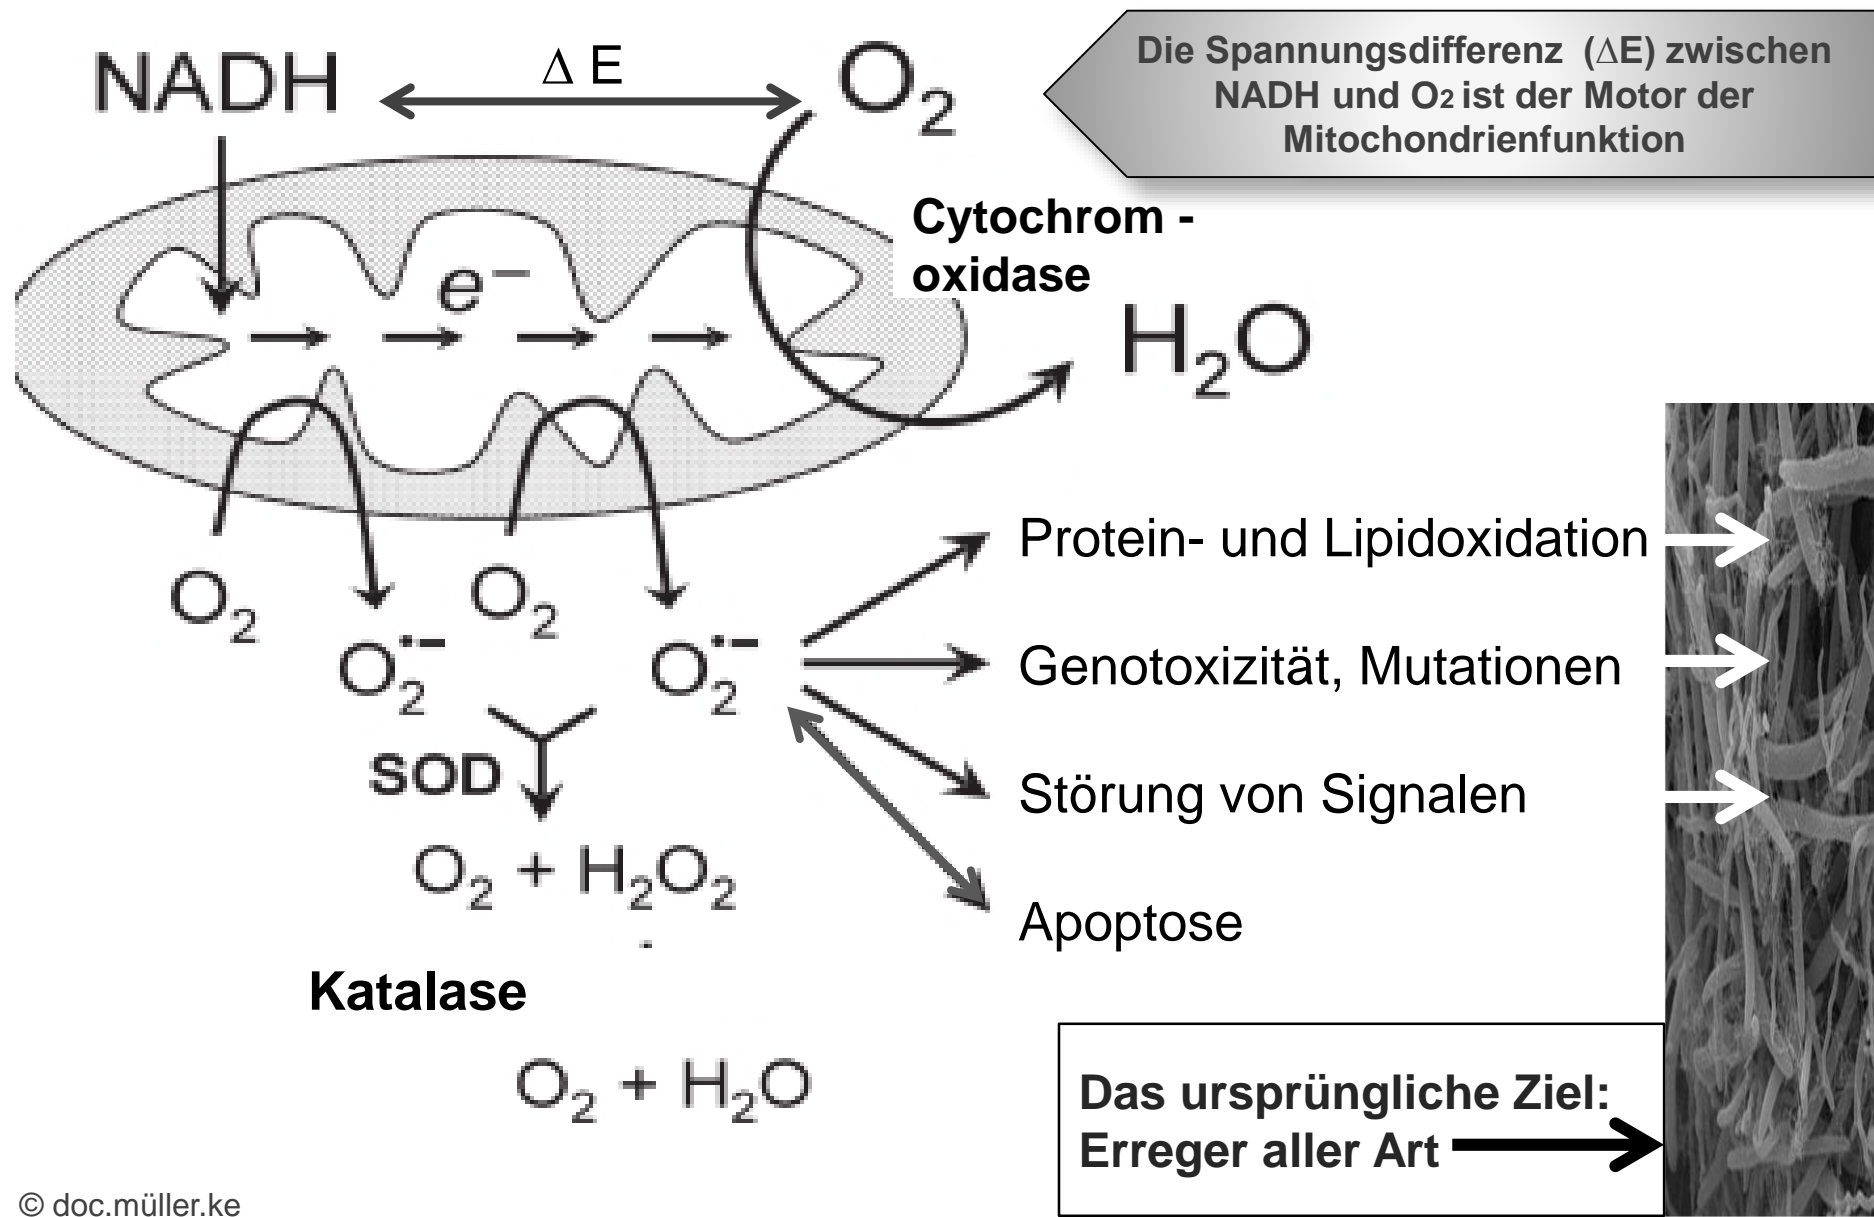 NADH
Δ E
O₂
Die Spannungsdifferenz (ΔE) zwischen
NADH und O₂ ist der Motor der
Mitochondrienfunktion
Cytochrom -
oxidase
e⁻
H₂O
O₂
O₂•⁻
O₂
O₂•⁻
Protein- und Lipidoxidation
Genotoxizität, Mutationen
Störung von Signalen
Apoptose
SOD
O₂ + H₂O₂
Katalase
O₂ + H₂O
Das ursprüngliche Ziel:
Erreger aller Art
© doc.müller.ke